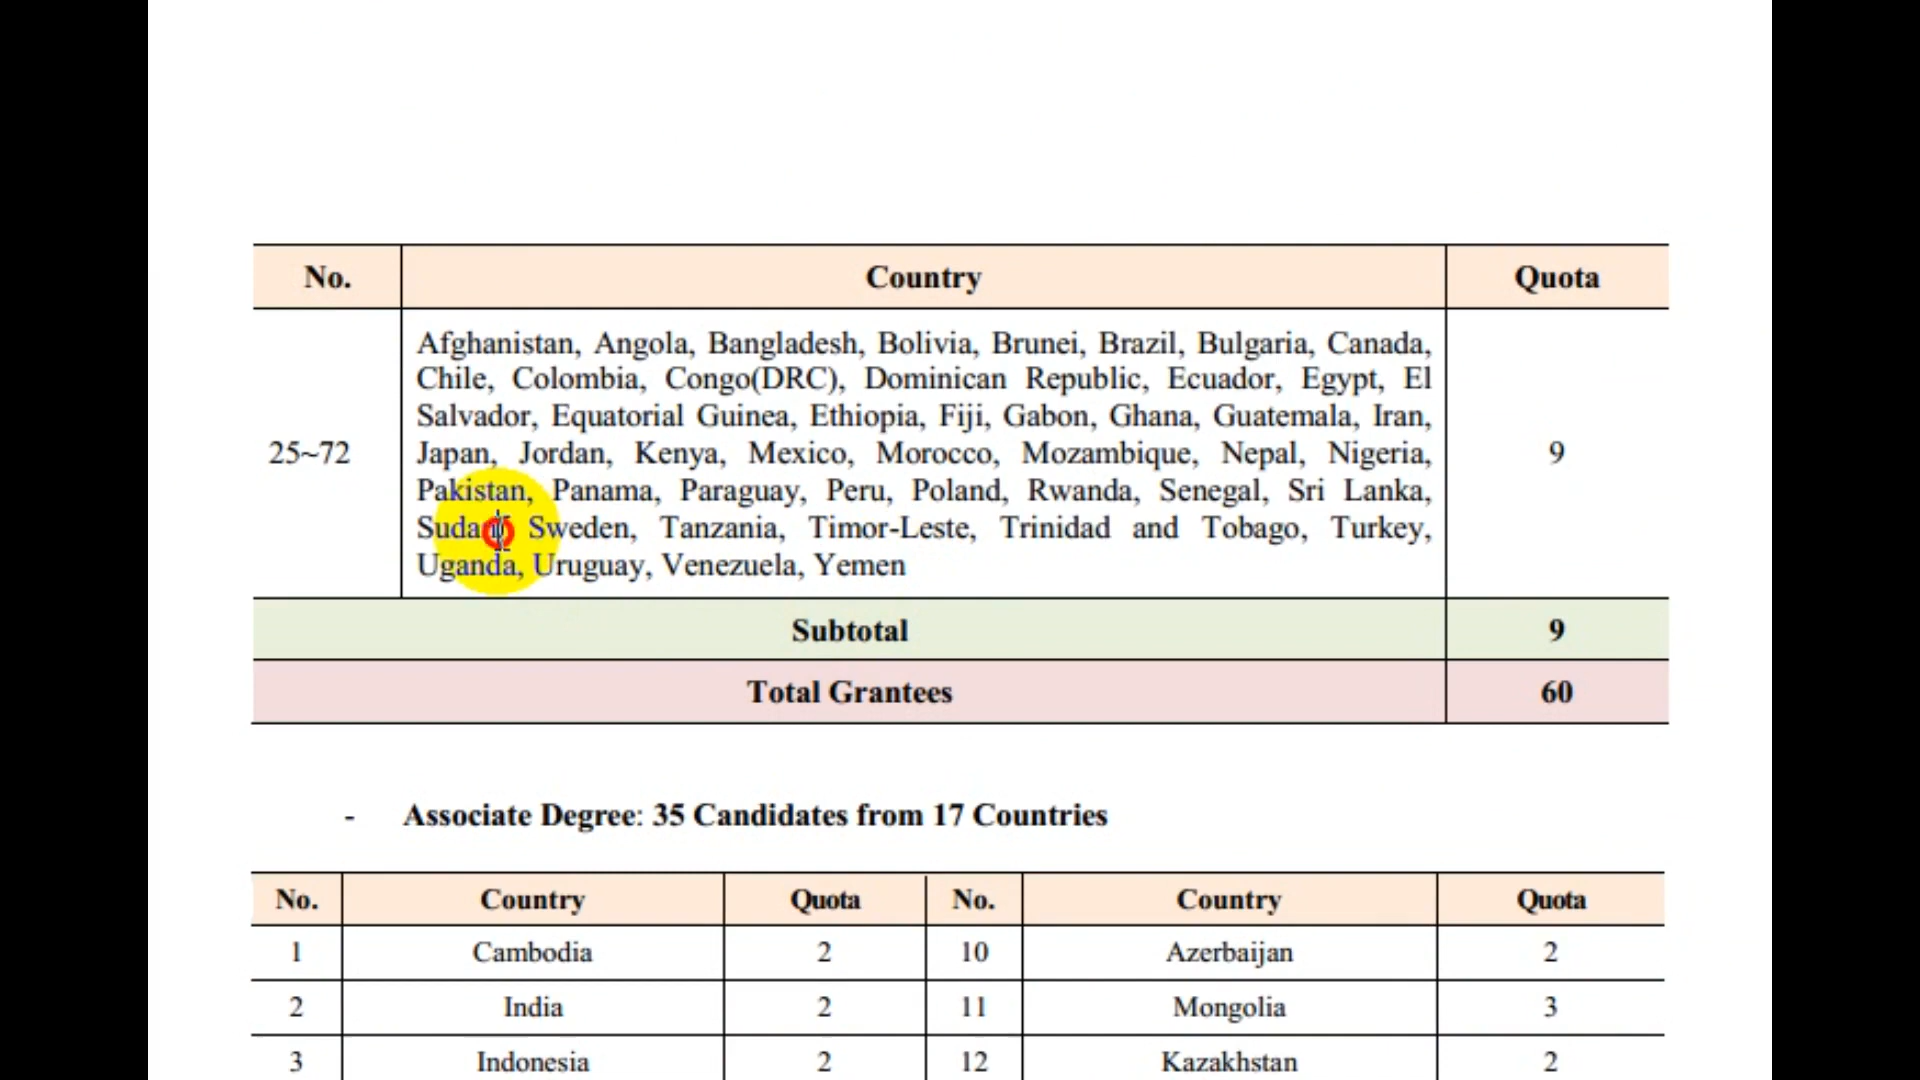 No. Country Quota
Afghanistan, Angola, Bangladesh, Bolivia, Brunei, Brazil, Bulgaria, Canada,
Chile, Colombia, Congo(DRC), Dominican Republic, Ecuador, Egypt, El
Salvador, Equatorial Guinea, Ethiopia, Fiji, Gabon, Ghana, Guatemala, Iran,
25~72 Japan, Jordan, Kenya, Mexico, Morocco, Mozambique, Nepal, Nigeria, 9
Pakistan, Panama, Paraguay, Peru, Poland, Rwanda, Senegal, Sri Lanka,
Sudan, Sweden, Tanzania, Timor-Leste, Trinidad and Tobago, Turkey,
Uganda, Uruguay, Venezuela, Yemen
Subtotal 9
Total Grantees 60
- Associate Degree: 35 Candidates from 17 Countries
No. Country Quota No. Country Quota
1 Cambodia 2 10 Azerbaijan 2
2 India 2 11 Mongolia 3
3 Indonesia 2 12 Kazakhstan 2